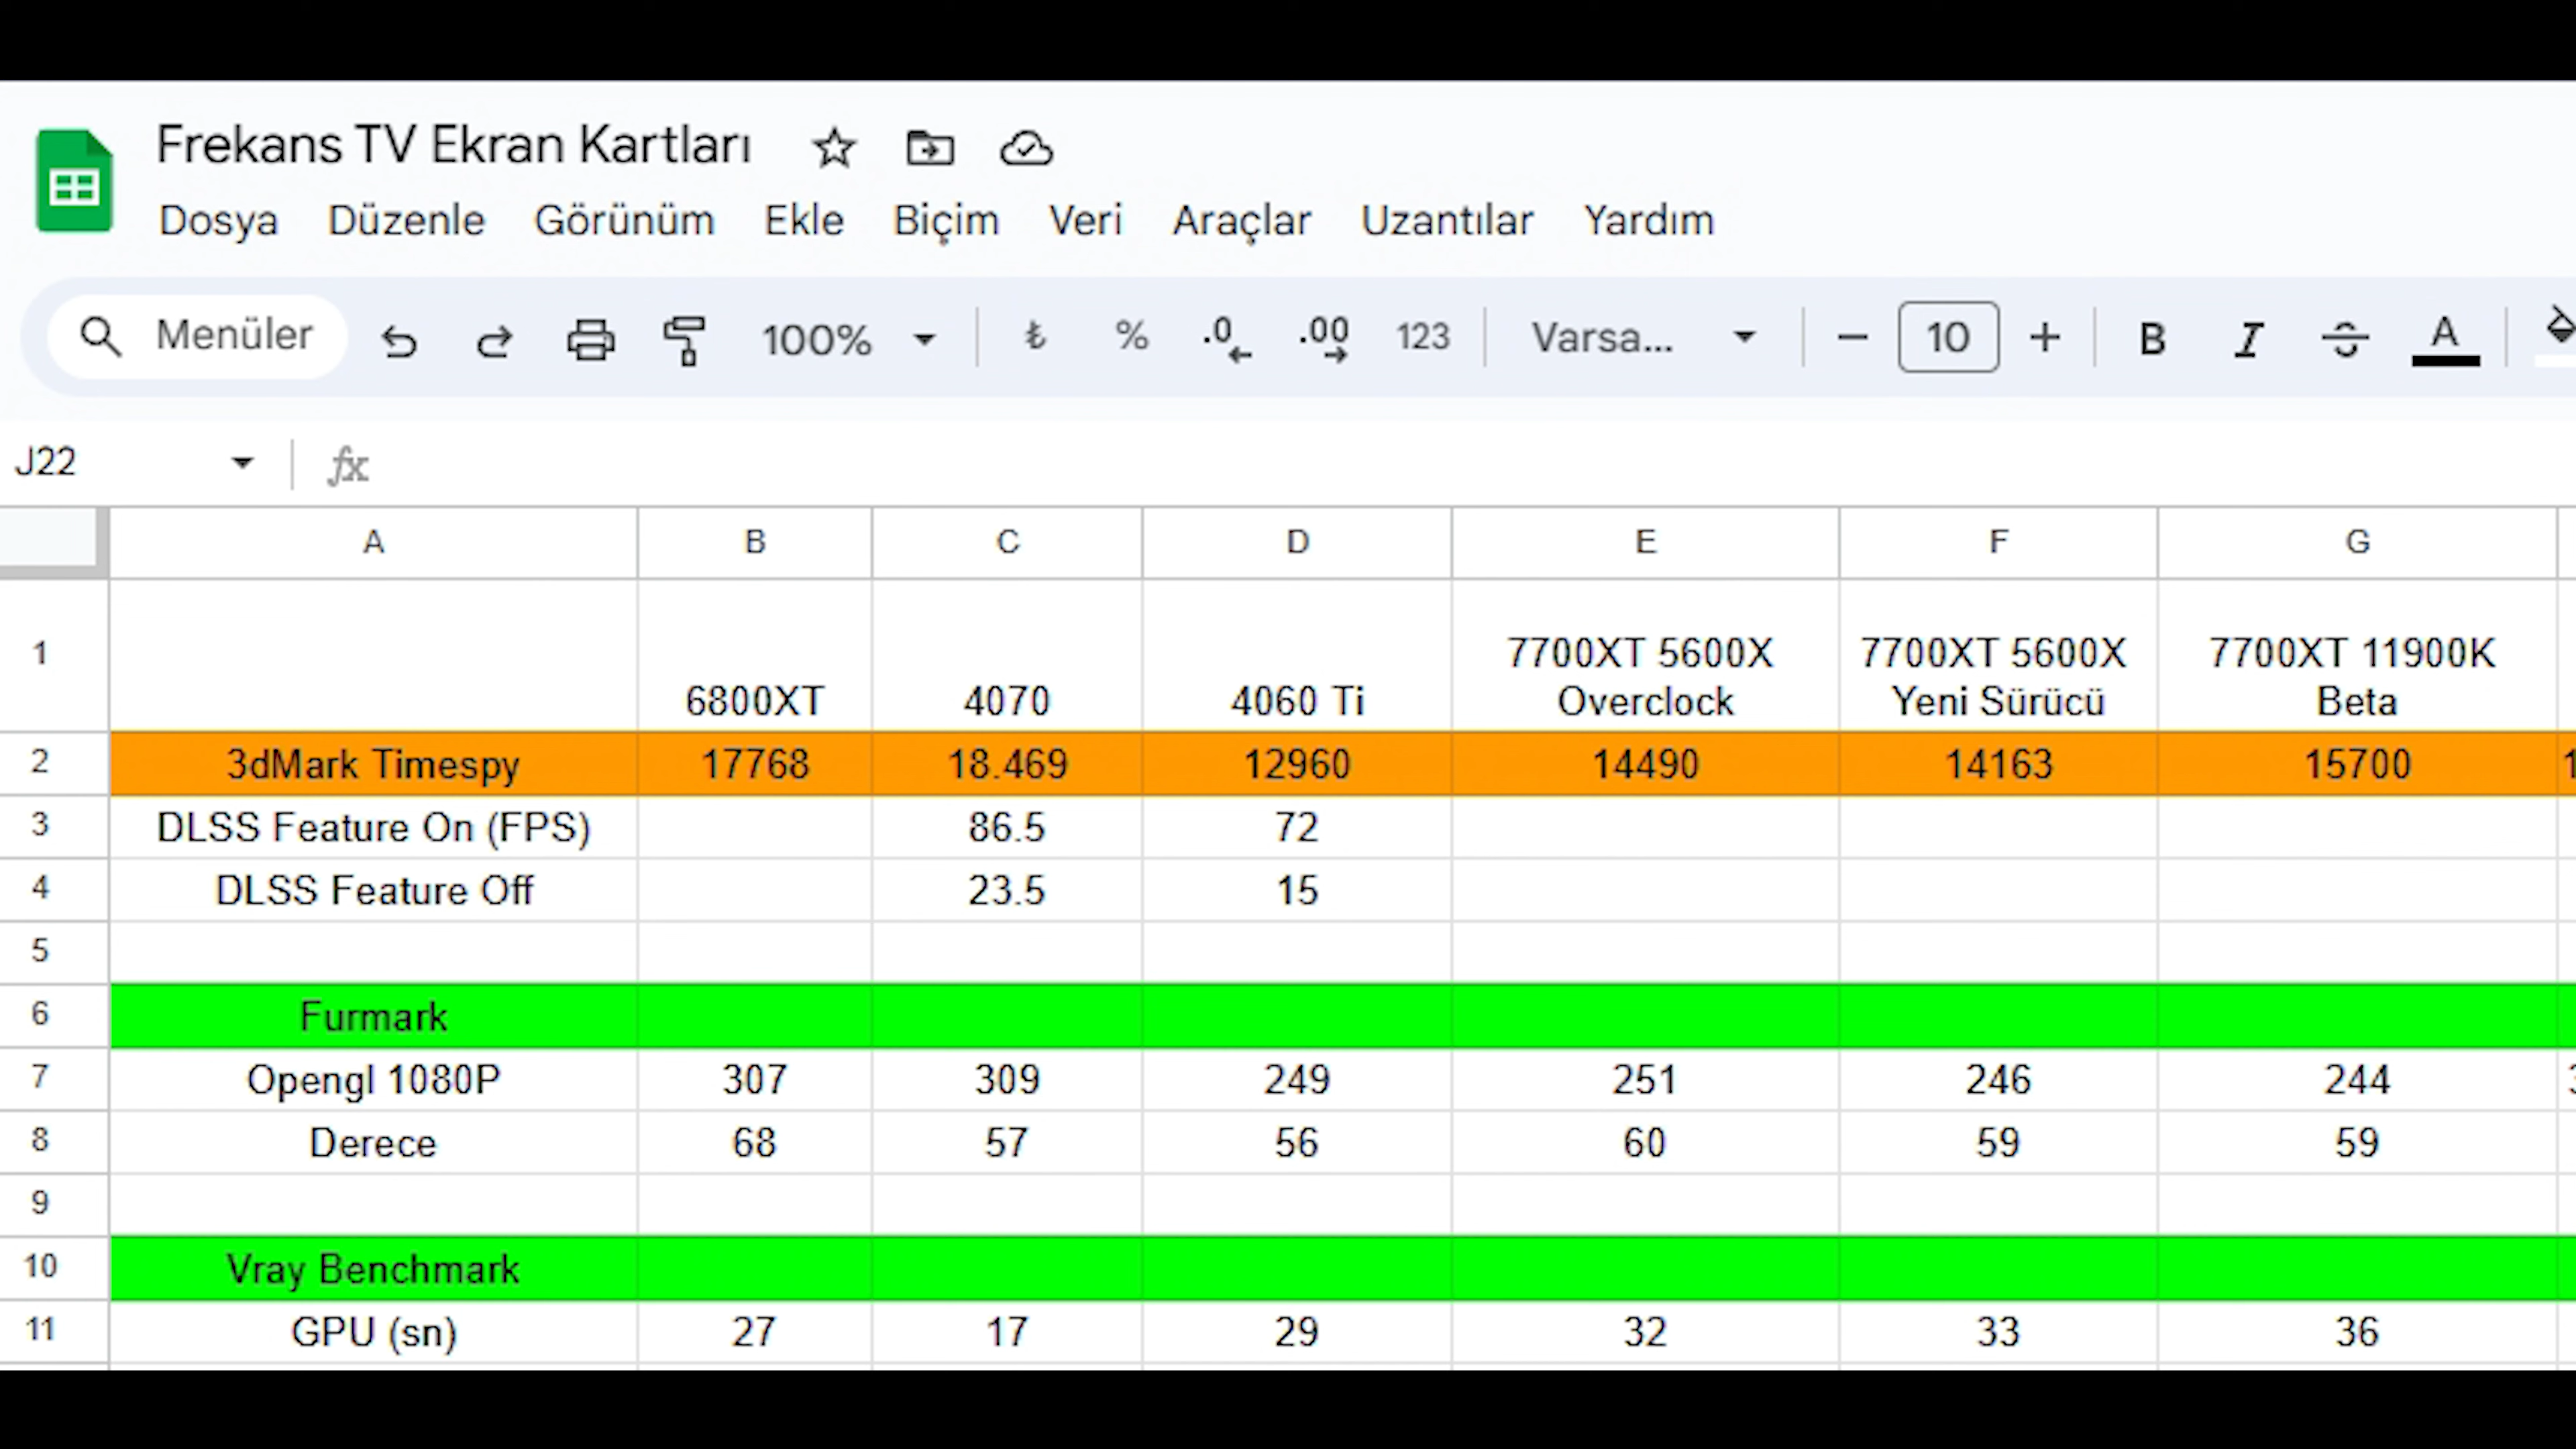 Frekans TV Ekran Kartları
Dosya Düzenle Görünüm Ekle Biçim Veri Araçlar Uzantılar Yardım
Menüler 100% ₺ % .0 .00 123 Varsa... 10 B I A
J22 fx
A B C D E F G
1 6800XT 4070 4060 Ti 7700XT 5600X Overclock 7700XT 5600X Yeni Sürücü 7700XT 11900K Beta
2 3dMark Timespy 17768 18.469 12960 14490 14163 15700
3 DLSS Feature On (FPS) 86.5 72
4 DLSS Feature Off 23.5 15
5
6 Furmark
7 Opengl 1080P 307 309 249 251 246 244
8 Derece 68 57 56 60 59 59
9
10 Vray Benchmark
11 GPU (sn) 27 17 29 32 33 36